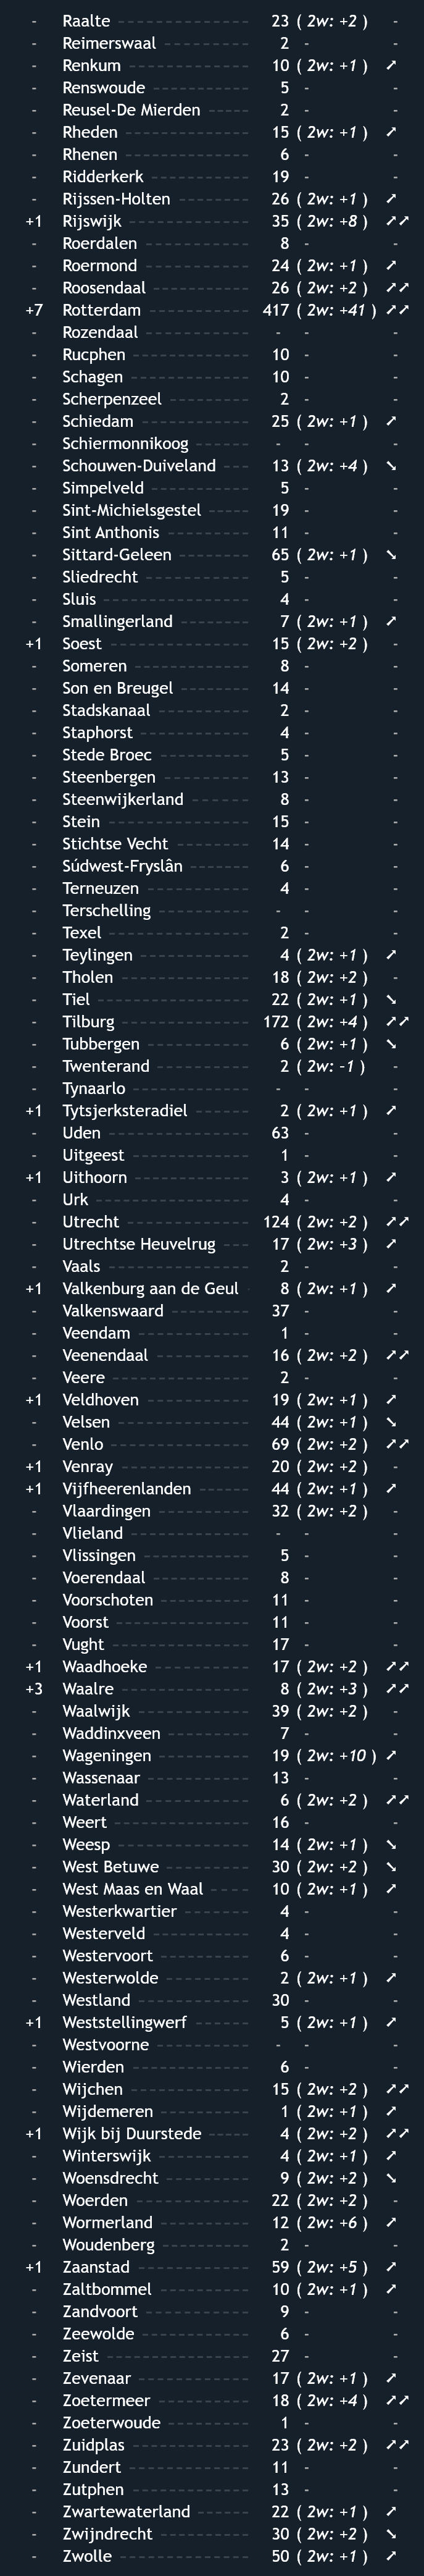 - Raalte 23 ( 2w: +2 ) -
- Reimerswaal 2 - -
- Renkum 10 ( 2w: +1 ) ➚
- Renswoude 5 - -
- Reusel-De Mierden 2 - -
- Rheden 15 ( 2w: +1 ) ➚
- Rhenen 6 - -
- Ridderkerk 19 - -
- Rijssen-Holten 26 ( 2w: +1 ) ➚
+1 Rijswijk 35 ( 2w: +8 ) ➚➚
- Roerdalen 8 - -
- Roermond 24 ( 2w: +1 ) ➚
- Roosendaal 26 ( 2w: +2 ) ➚➚
+7 Rotterdam 417 ( 2w: +41 ) ➚➚
- Rozendaal - - -
- Rucphen 10 - -
- Schagen 10 - -
- Scherpenzeel 2 - -
- Schiedam 25 ( 2w: +1 ) ➚
- Schiermonnikoog - - -
- Schouwen-Duiveland 13 ( 2w: +4 ) ➘
- Simpelveld 5 - -
- Sint-Michielsgestel 19 - -
- Sint Anthonis 11 - -
- Sittard-Geleen 65 ( 2w: +1 ) ➘
- Sliedrecht 5 - -
- Sluis 4 - -
- Smallingerland 7 ( 2w: +1 ) ➚
+1 Soest 15 ( 2w: +2 ) -
- Someren 8 - -
- Son en Breugel 14 - -
- Stadskanaal 2 - -
- Staphorst 4 - -
- Stede Broec 5 - -
- Steenbergen 13 - -
- Steenwijkerland 8 - -
- Stein 15 - -
- Stichtse Vecht 14 - -
- Súdwest-Fryslân 6 - -
- Terneuzen 4 - -
- Terschelling - - -
- Texel 2 - -
- Teylingen 4 ( 2w: +1 ) ➚
- Tholen 18 ( 2w: +2 ) -
- Tiel 22 ( 2w: +1 ) ➘
- Tilburg 172 ( 2w: +4 ) ➚➚
- Tubbergen 6 ( 2w: +1 ) ➘
- Twenterand 2 ( 2w: -1 ) -
- Tynaarlo - - -
+1 Tytsjerksteradiel 2 ( 2w: +1 ) ➚
- Uden 63 - -
- Uitgeest 1 - -
+1 Uithoorn 3 ( 2w: +1 ) ➚
- Urk 4 - -
- Utrecht 124 ( 2w: +2 ) ➚➚
- Utrechtse Heuvelrug 17 ( 2w: +3 ) ➚
- Vaals 2 - -
+1 Valkenburg aan de Geul 8 ( 2w: +1 ) ➚
- Valkenswaard 37 - -
- Veendam 1 - -
- Veenendaal 16 ( 2w: +2 ) ➚➚
- Veere 2 - -
+1 Veldhoven 19 ( 2w: +1 ) ➚
- Velsen 44 ( 2w: +1 ) ➘
- Venlo 69 ( 2w: +2 ) ➚➚
+1 Venray 20 ( 2w: +2 ) -
+1 Vijfheerenlanden 44 ( 2w: +1 ) ➚
- Vlaardingen 32 ( 2w: +2 ) -
- Vlieland - - -
- Vlissingen 5 - -
- Voerendaal 8 - -
- Voorschoten 11 - -
- Voorst 11 - -
- Vught 17 - -
+1 Waadhoeke 17 ( 2w: +2 ) ➚➚
+3 Waalre 8 ( 2w: +3 ) ➚➚
- Waalwijk 39 ( 2w: +2 ) -
- Waddinxveen 7 - -
- Wageningen 19 ( 2w: +10 ) ➚
- Wassenaar 13 - -
- Waterland 6 ( 2w: +2 ) ➚➚
- Weert 16 - -
- Weesp 14 ( 2w: +1 ) ➘
- West Betuwe 30 ( 2w: +2 ) ➘
- West Maas en Waal 10 ( 2w: +1 ) ➚
- Westerkwartier 4 - -
- Westerveld 4 - -
- Westervoort 6 - -
- Westerwolde 2 ( 2w: +1 ) ➚
- Westland 30 - -
+1 Weststellingwerf 5 ( 2w: +1 ) ➚
- Westvoorne - - -
- Wierden 6 - -
- Wijchen 15 ( 2w: +2 ) ➚➚
- Wijdemeren 1 ( 2w: +1 ) ➚
+1 Wijk bij Duurstede 4 ( 2w: +2 ) ➚➚
- Winterswijk 4 ( 2w: +1 ) ➚
- Woensdrecht 9 ( 2w: +2 ) ➘
- Woerden 22 ( 2w: +2 ) -
- Wormerland 12 ( 2w: +6 ) ➚
- Woudenberg 2 - -
+1 Zaanstad 59 ( 2w: +5 ) ➚
- Zaltbommel 10 ( 2w: +1 ) ➚
- Zandvoort 9 - -
- Zeewolde 6 - -
- Zeist 27 - -
- Zevenaar 17 ( 2w: +1 ) ➚
- Zoetermeer 18 ( 2w: +4 ) ➚➚
- Zoeterwoude 1 - -
- Zuidplas 23 ( 2w: +2 ) ➚➚
- Zundert 11 - -
- Zutphen 13 - -
- Zwartewaterland 22 ( 2w: +1 ) ➚
- Zwijndrecht 30 ( 2w: +2 ) ➘
- Zwolle 50 ( 2w: +1 ) ➚